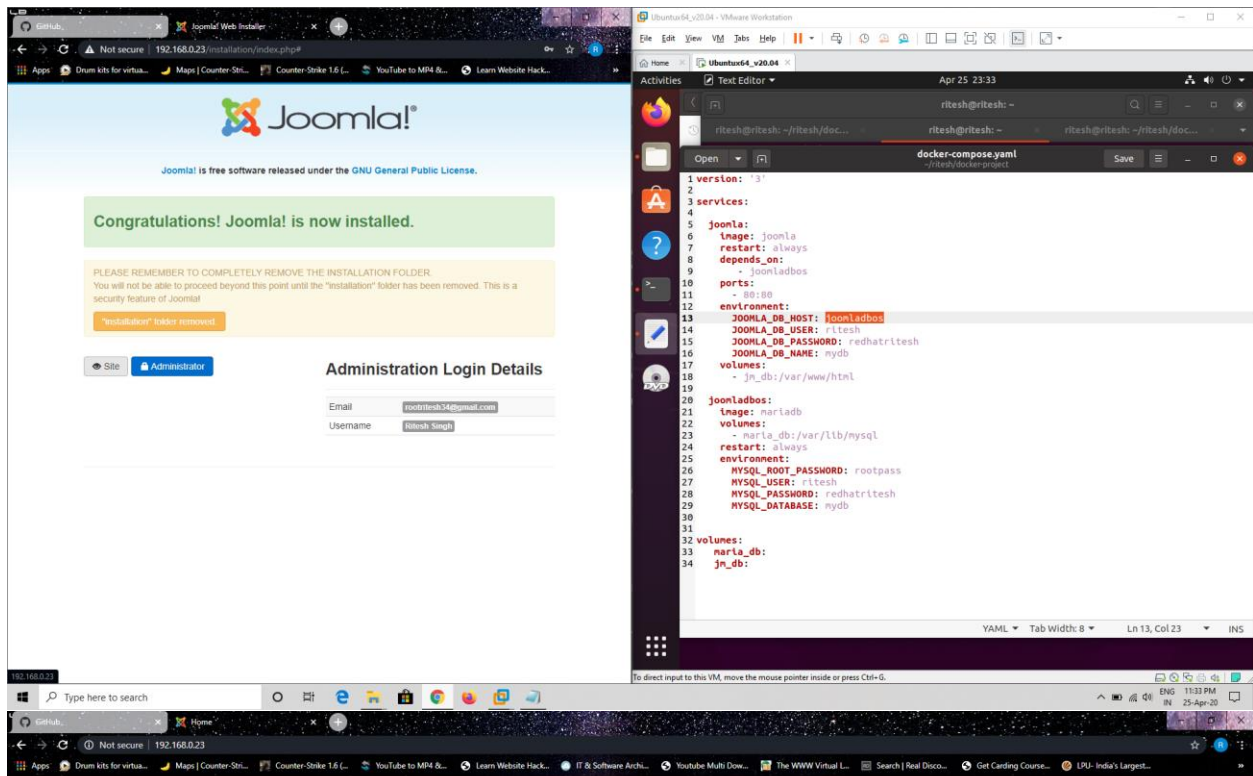 GitHub,
Joomla! Web Installer
Not secure | 192.168.0.23/installation/index.php#
Apps
Drum kits for virtua...
Maps | Counter-Stri...
Counter-Strike 1.6 (...
YouTube to MP4 &...
Learn Website Hack...
»
Joomla!®
Joomla! is free software released under the GNU General Public License.
Congratulations! Joomla! is now installed.
PLEASE REMEMBER TO COMPLETELY REMOVE THE INSTALLATION FOLDER.
You will not be able to proceed beyond this point until the "installation" folder has been removed. This is a
security feature of Joomla!
"installation" folder removed.
Site
Administrator
Administration Login Details
Email rootritesh34@gmail.com
Username Ritesh Singh
192.168.0.23
Ubuntux64_v20.04 - VMware Workstation
File Edit View VM Tabs Help
Home
Ubuntux64_v20.04
Activities
Text Editor
Apr 25 23:33
ritesh@ritesh: ~
ritesh@ritesh: ~/ritesh/doc...
ritesh@ritesh: ~
ritesh@ritesh: ~/ritesh/doc...
Open
docker-compose.yaml
~/ritesh/docker-project
Save
1 version: '3'
2
3 services:
4
5   joomla:
6     image: joomla
7     restart: always
8     depends_on:
9       - joomladbos
10     ports:
11       - 80:80
12     environment:
13       JOOMLA_DB_HOST: joomladbos
14       JOOMLA_DB_USER: ritesh
15       JOOMLA_DB_PASSWORD: redhatritesh
16       JOOMLA_DB_NAME: mydb
17     volumes:
18       - jm_db:/var/www/html
19
20   joomladbos:
21     image: mariadb
22     volumes:
23       - maria_db:/var/lib/mysql
24     restart: always
25     environment:
26       MYSQL_ROOT_PASSWORD: rootpass
27       MYSQL_USER: ritesh
28       MYSQL_PASSWORD: redhatritesh
29       MYSQL_DATABASE: mydb
30
31
32 volumes:
33    maria_db:
34    jm_db:
YAML Tab Width: 8 Ln 13, Col 23 INS
DVD
To direct input to this VM, move the mouse pointer inside or press Ctrl+G.
Type here to search
ENG 11:33 PM
IN 25-Apr-20
GitHub,
Home
Not secure | 192.168.0.23
Apps
Drum kits for virtua...
Maps | Counter-Stri...
Counter-Strike 1.6 (...
YouTube to MP4 &...
Learn Website Hack...
IT & Software Archi...
Youtube Multi Dow...
The WWW Virtual L...
Search | Real Disco...
Get Carding Course...
LPU- India's Largest...
»